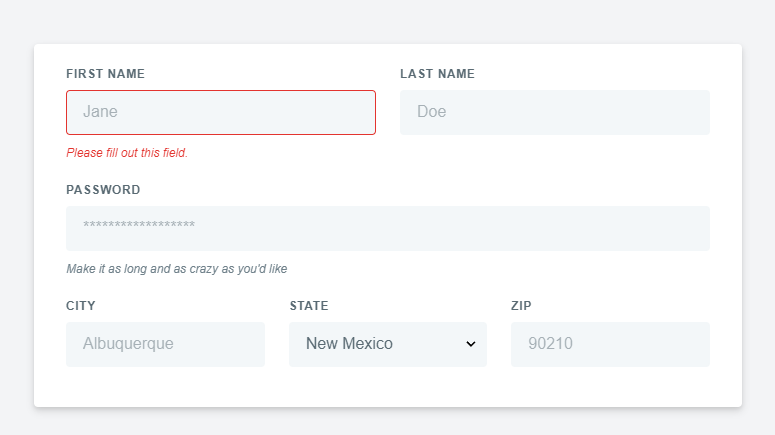 FIRST NAME LAST NAME
Jane Doe
Please fill out this field.
PASSWORD
******************
Make it as long and as crazy as you'd like
CITY STATE ZIP
Albuquerque New Mexico 90210